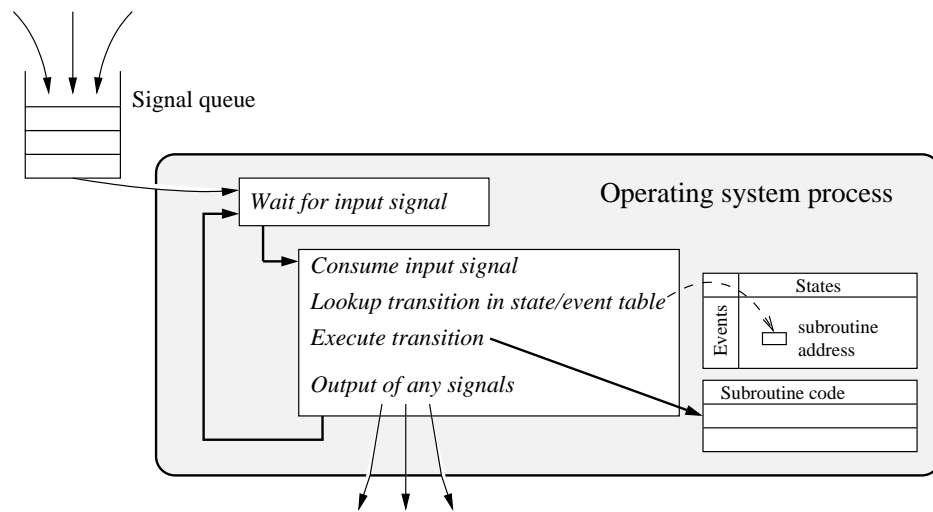 Signal queue
Operating system process
Wait for input signal
Consume input signal
Lookup transition in state/event table
Execute transition
Output of any signals
States
Events
subroutine
address
Subroutine code